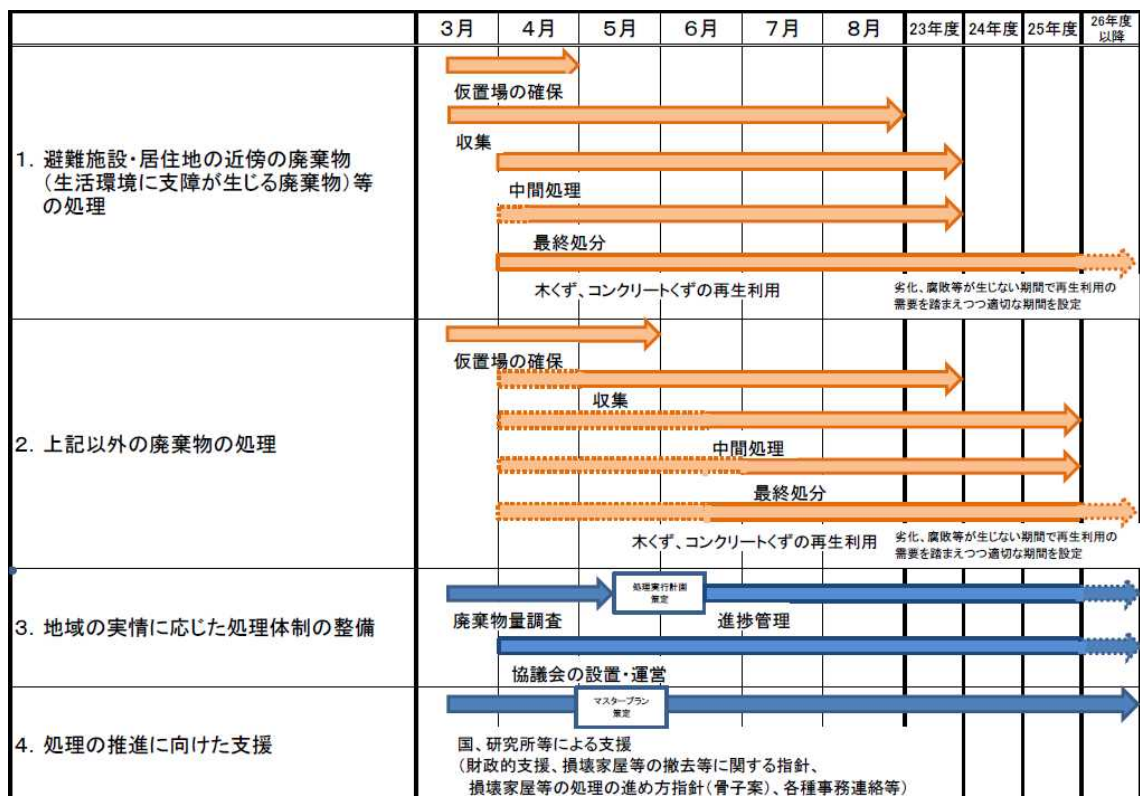 3月 4月 5月 6月 7月 8月 23年度 24年度 25年度 26年度
以降
1. 避難施設・居住地の近傍の廃棄物
(生活環境に支障が生じる廃棄物)等
の処理
仮置場の確保
収集
中間処理
最終処分
木くず、コンクリートくずの再生利用
劣化、腐敗等が生じない期間で再生利用の
需要を踏まえつつ適切な期間を設定
2. 上記以外の廃棄物の処理
仮置場の確保
収集
中間処理
最終処分
木くず、コンクリートくずの再生利用
劣化、腐敗等が生じない期間で再生利用の
需要を踏まえつつ適切な期間を設定
3. 地域の実情に応じた処理体制の整備
処理実行計画
策定
廃棄物量調査
進捗管理
協議会の設置・運営
4. 処理の推進に向けた支援
マスタープラン
策定
国、研究所等による支援
(財政的支援、損壊家屋等の撤去等に関する指針、
損壊家屋等の処理の進め方指針(骨子案)、各種事務連絡等)